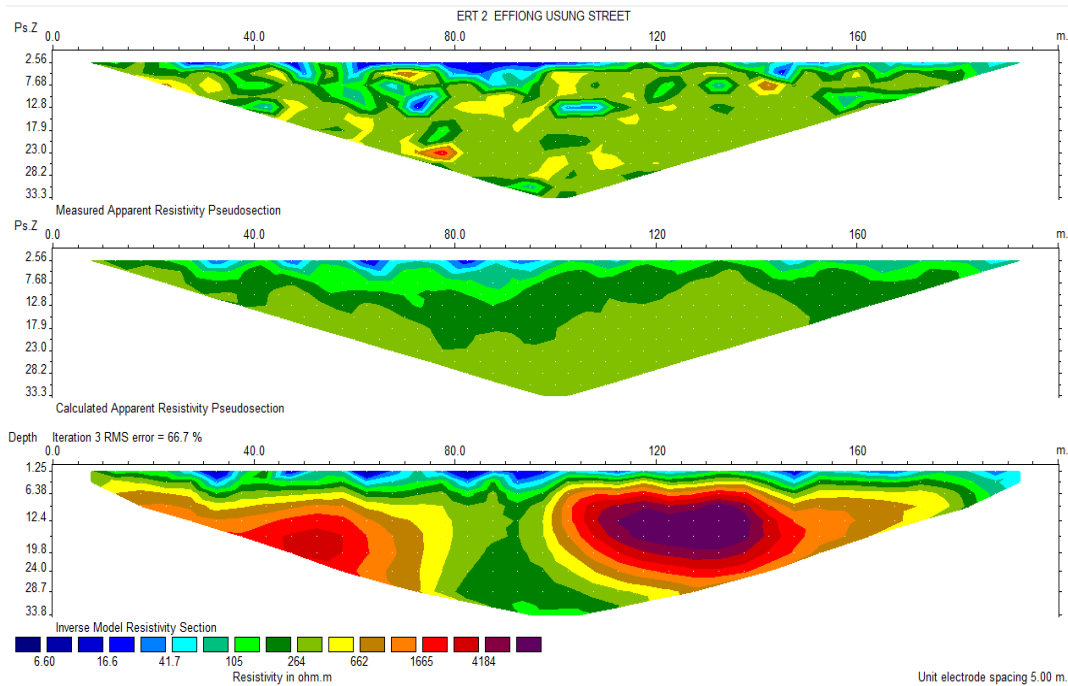 ERT 2 EFFIONG USUNG STREET
Ps.Z
0.0 40.0 80.0 120 160 m.
2.56
7.68
12.8
17.9
23.0
28.2
33.3
Measured Apparent Resistivity Pseudosection
Ps.Z
0.0 40.0 80.0 120 160 m.
2.56
7.68
12.8
17.9
23.0
28.2
33.3
Calculated Apparent Resistivity Pseudosection
Depth Iteration 3 RMS error = 66.7 %
0.0 40.0 80.0 120 160 m.
1.25
6.38
12.4
19.8
24.0
28.7
33.8
Inverse Model Resistivity Section
6.60 16.6 41.7 105 264 662 1665 4184
Resistivity in ohm.m
Unit electrode spacing 5.00 m.